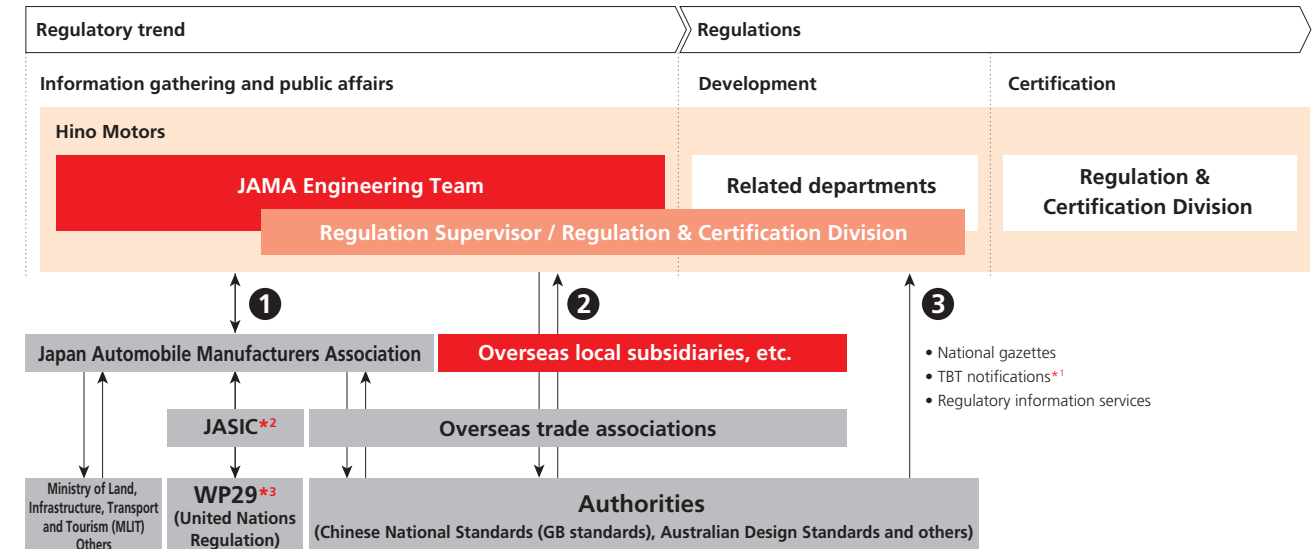 Regulatory trend
Regulations
Information gathering and public affairs
Development
Certification
Hino Motors
JAMA Engineering Team
Related departments
Regulation &
Certification Division
Regulation Supervisor / Regulation & Certification Division
1
2
3
Japan Automobile Manufacturers Association
Overseas local subsidiaries, etc.
• National gazettes
• TBT notifications*1
• Regulatory information services
JASIC*2
Overseas trade associations
Ministry of Land,
Infrastructure, Transport
and Tourism (MLIT)
Others
WP29*3
(United Nations
Regulation)
Authorities
(Chinese National Standards (GB standards), Australian Design Standards and others)